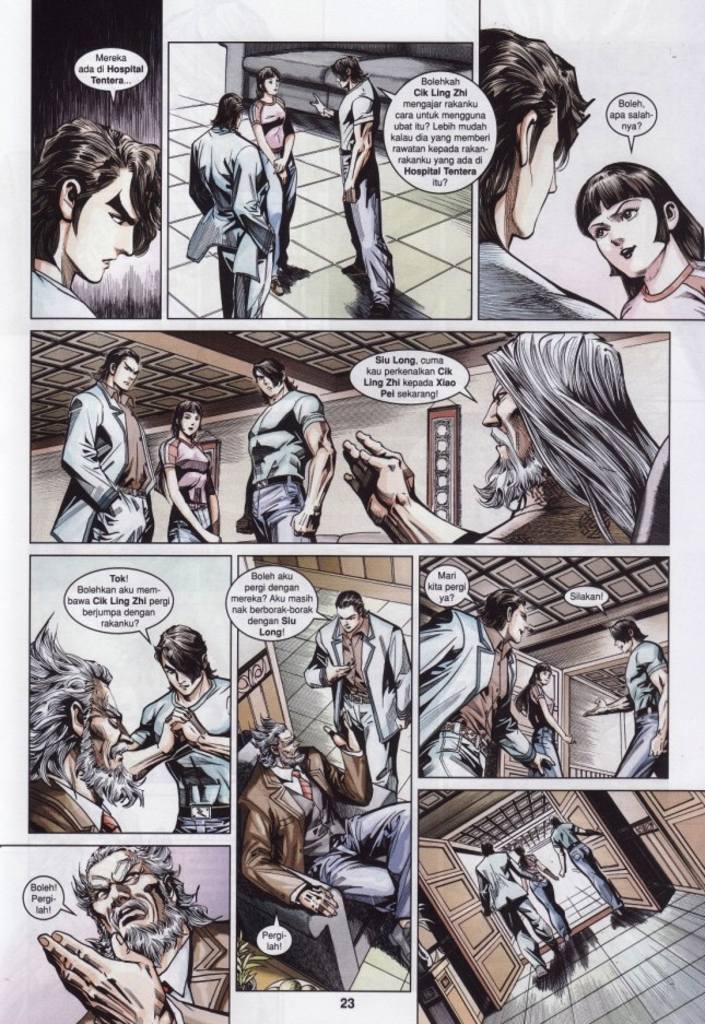 Mereka
ada di Hospital
Tentera...
Bolehkah
Cik Ling Zhi
mengajar rakanku
cara untuk mengguna
ubat itu? Lebih mudah
kalau dia yang memberi
rawatan kepada rakan-
rakanku yang ada di
Hospital Tentera
itu?
Boleh,
apa salah-
nya?
Siu Long, cuma
kau perkenalkan Cik
Ling Zhi kepada Xiao
Pei sekarang!
Tok!
Bolehkan aku mem-
bawa Cik Ling Zhi pergi
berjumpa dengan
rakanku?
Boleh aku
pergi dengan
mereka? Aku masih
nak berborak-borak
dengan Siu
Long!
Mari
kita pergi
ya?
Silakan!
Boleh!
Pergi-
lah!
Pergi-
lah!
23